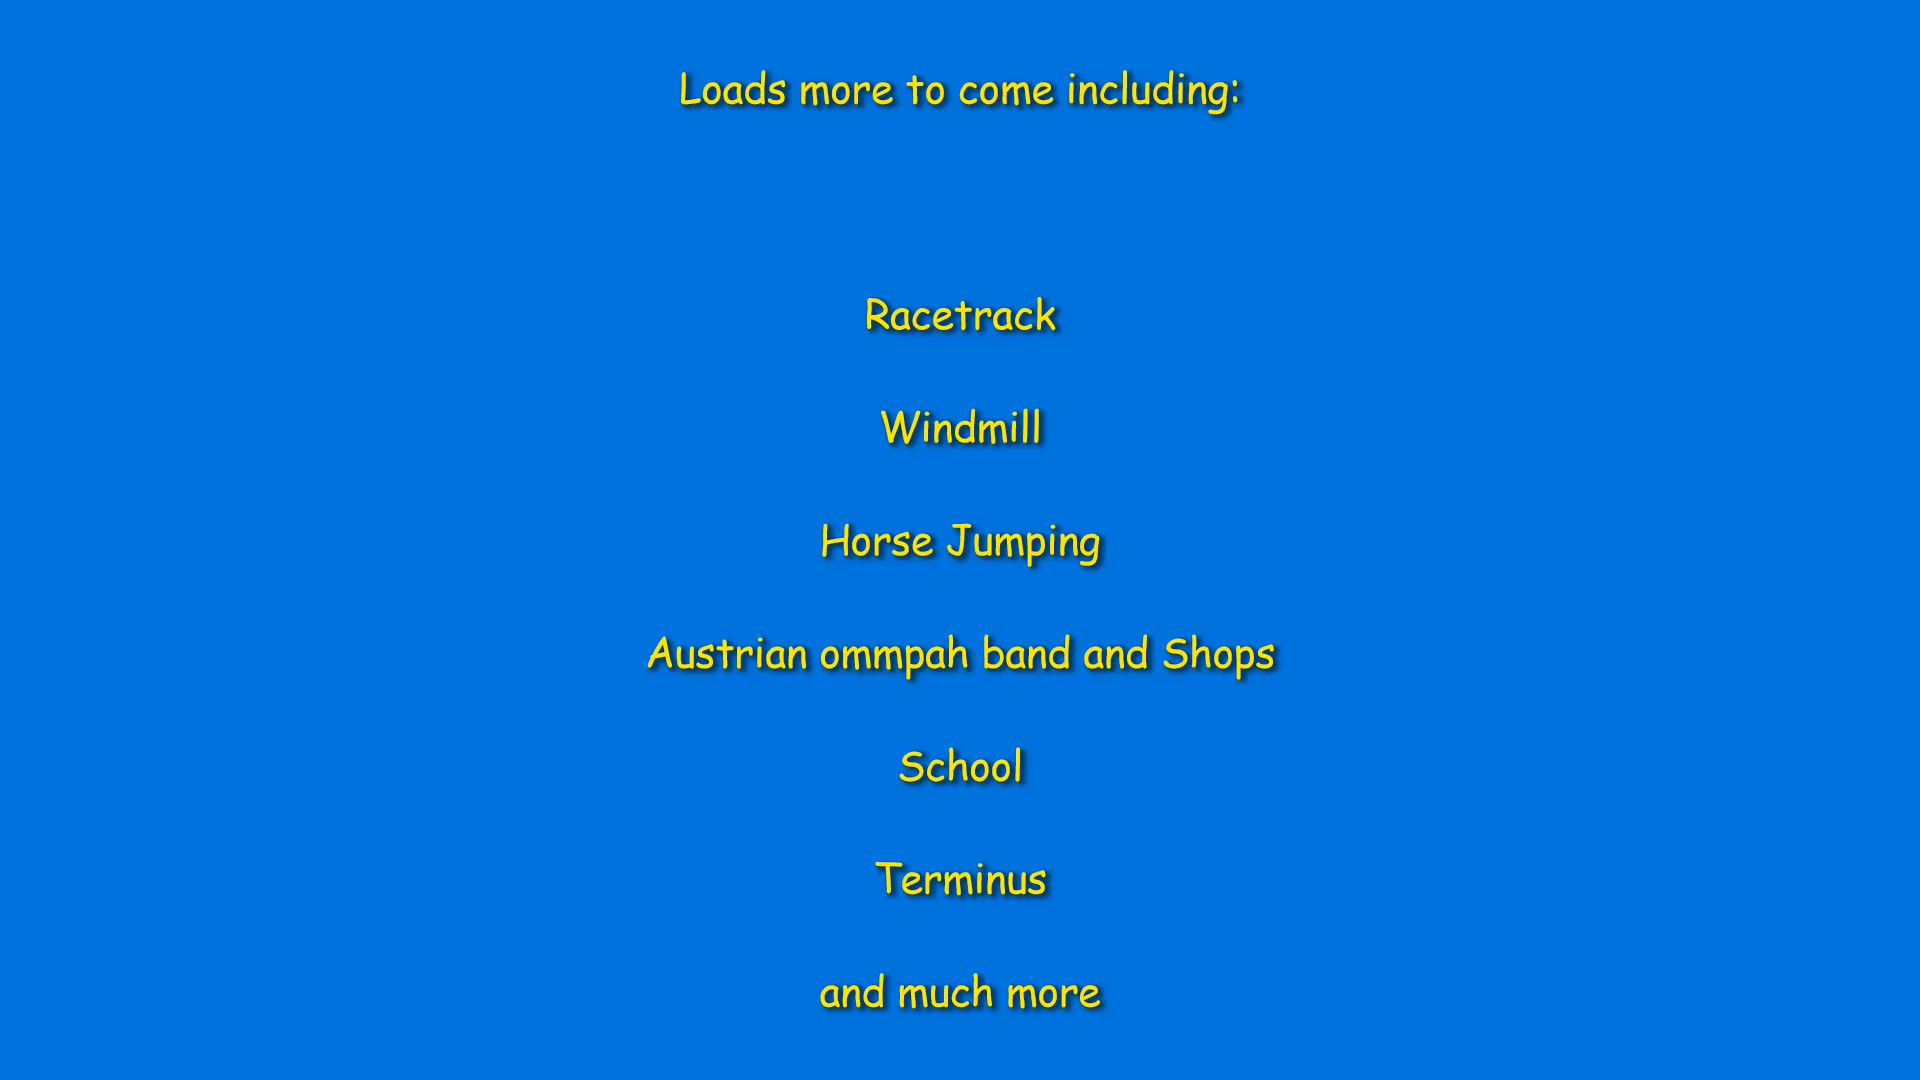 Loads more to come including:
Racetrack
Windmill
Horse Jumping
Austrian ommpah band and Shops
School
Terminus
and much more